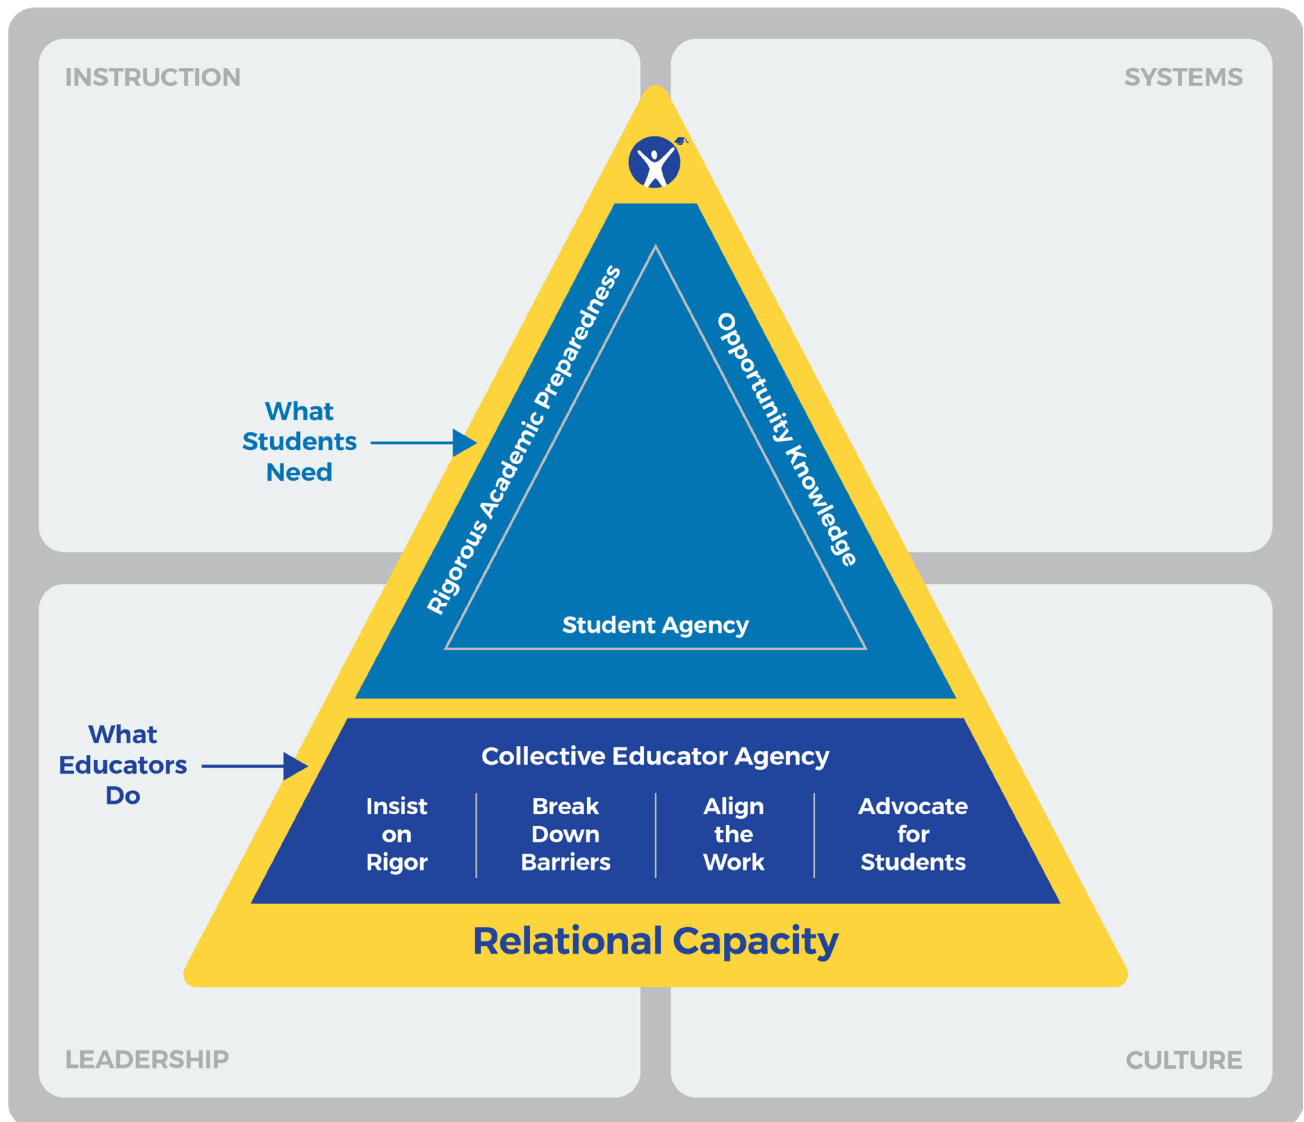 INSTRUCTION
SYSTEMS
Rigorous Academic Preparedness
Opportunity Knowledge
What
Students
Need
Student Agency
What
Educators
Do
Collective Educator Agency
Insist
on
Rigor
Break
Down
Barriers
Align
the
Work
Advocate
for
Students
Relational Capacity
LEADERSHIP
CULTURE